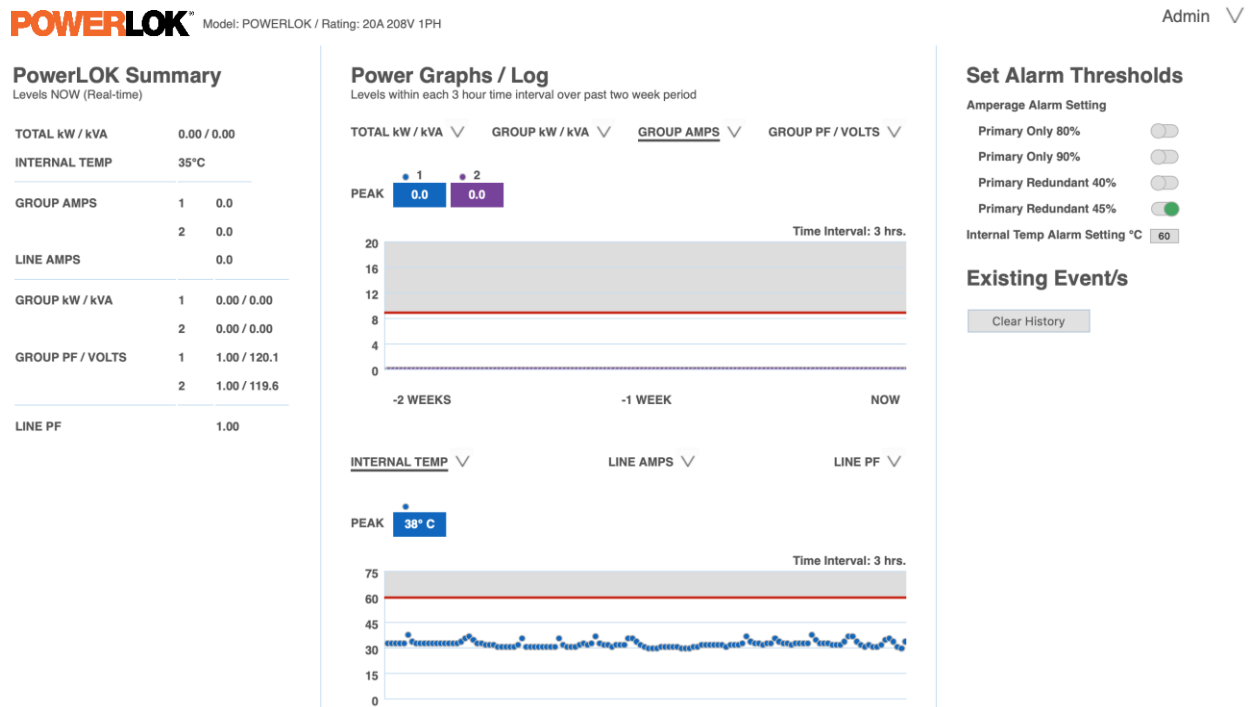 POWERLOK™ Model: POWERLOK / Rating: 20A 208V 1PH
Admin
PowerLOK Summary
Levels NOW (Real-time)
TOTAL kW / kVA 0.00 / 0.00
INTERNAL TEMP 35°C
GROUP AMPS 1 0.0
2 0.0
LINE AMPS 0.0
GROUP kW / kVA 1 0.00 / 0.00
2 0.00 / 0.00
GROUP PF / VOLTS 1 1.00 / 120.1
2 1.00 / 119.6
LINE PF 1.00
Power Graphs / Log
Levels within each 3 hour time interval over past two week period
TOTAL kW / kVA GROUP kW / kVA GROUP AMPS GROUP PF / VOLTS
1 2
PEAK 0.0 0.0
Time Interval: 3 hrs.
20
16
12
8
4
0
-2 WEEKS -1 WEEK NOW
INTERNAL TEMP LINE AMPS LINE PF
PEAK 38° C
Time Interval: 3 hrs.
75
60
45
30
15
0
Set Alarm Thresholds
Amperage Alarm Setting
Primary Only 80%
Primary Only 90%
Primary Redundant 40%
Primary Redundant 45%
Internal Temp Alarm Setting °C 60
Existing Event/s
Clear History